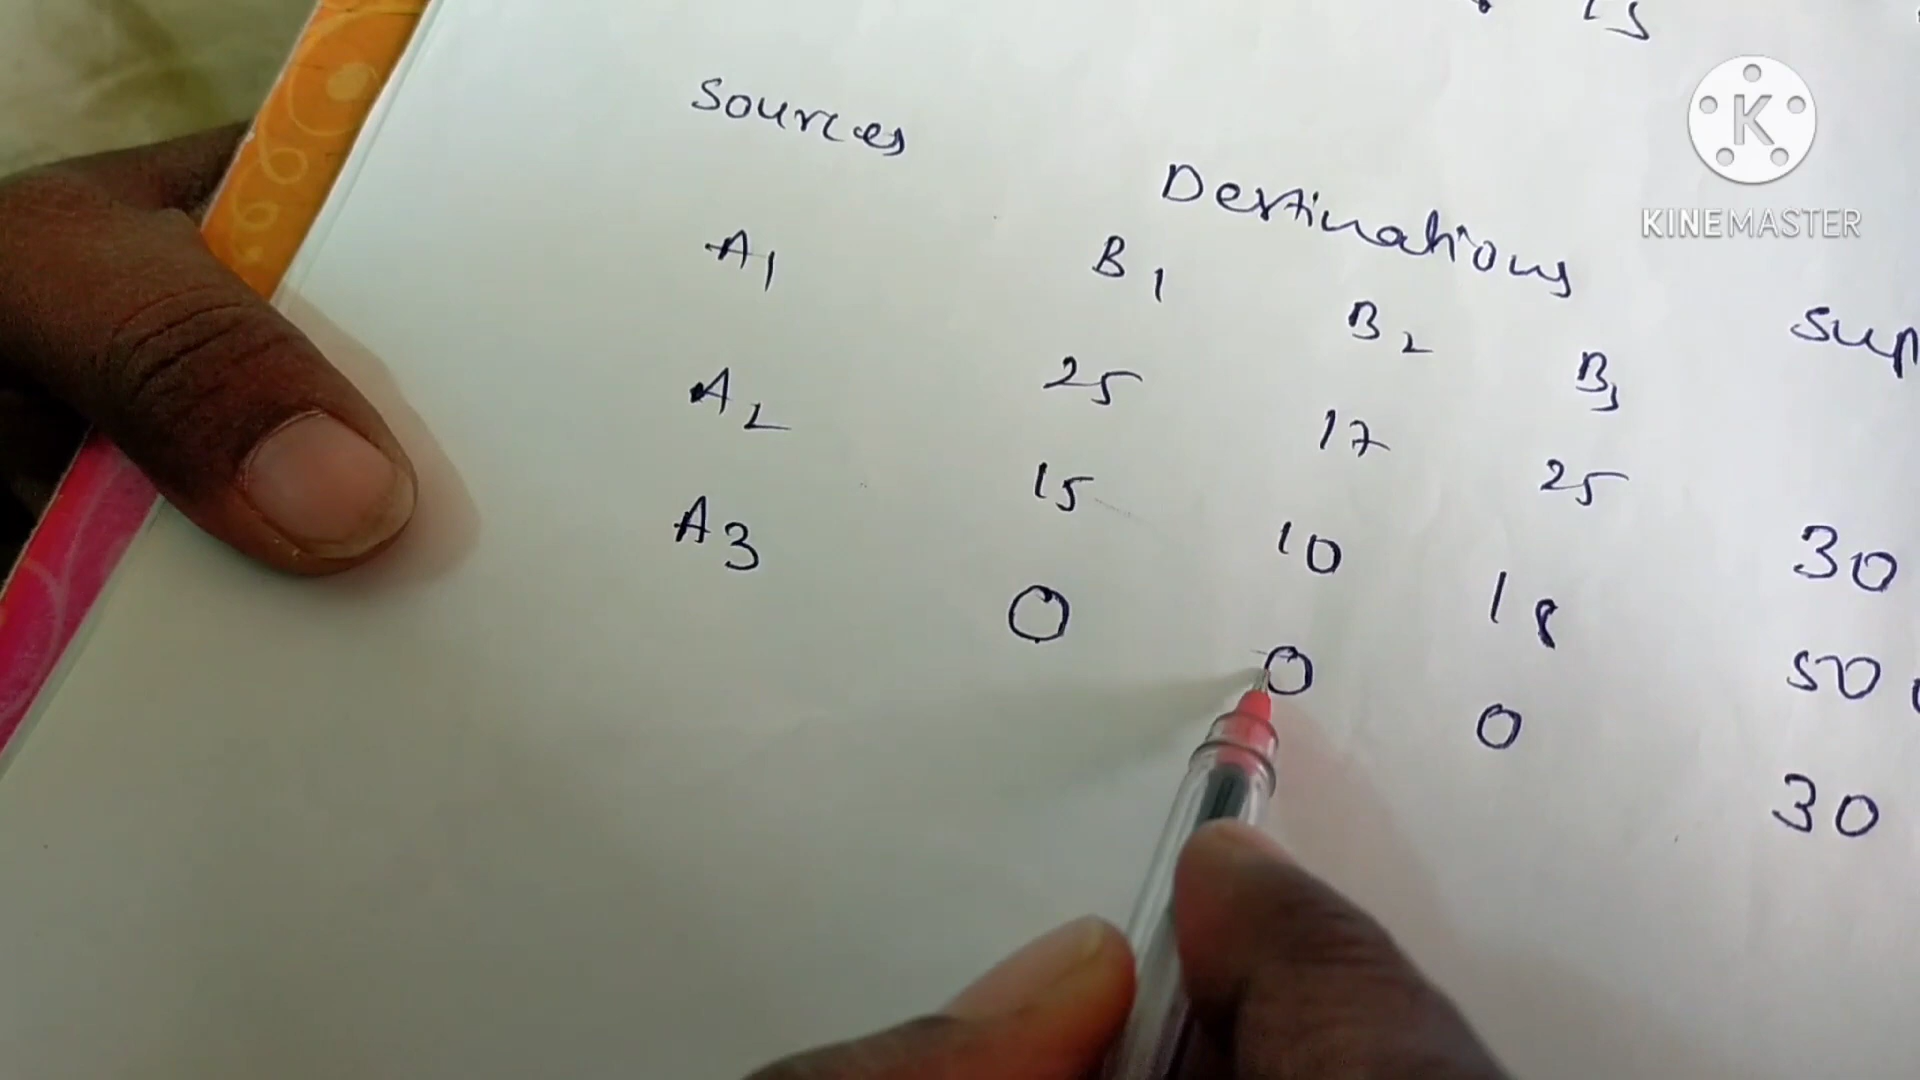 Sources
Destinations
A1 B1 B2 B3
A2 25 17 25 30
A3 15 10 18 50
0 0 0 30
K
KINEMASTER